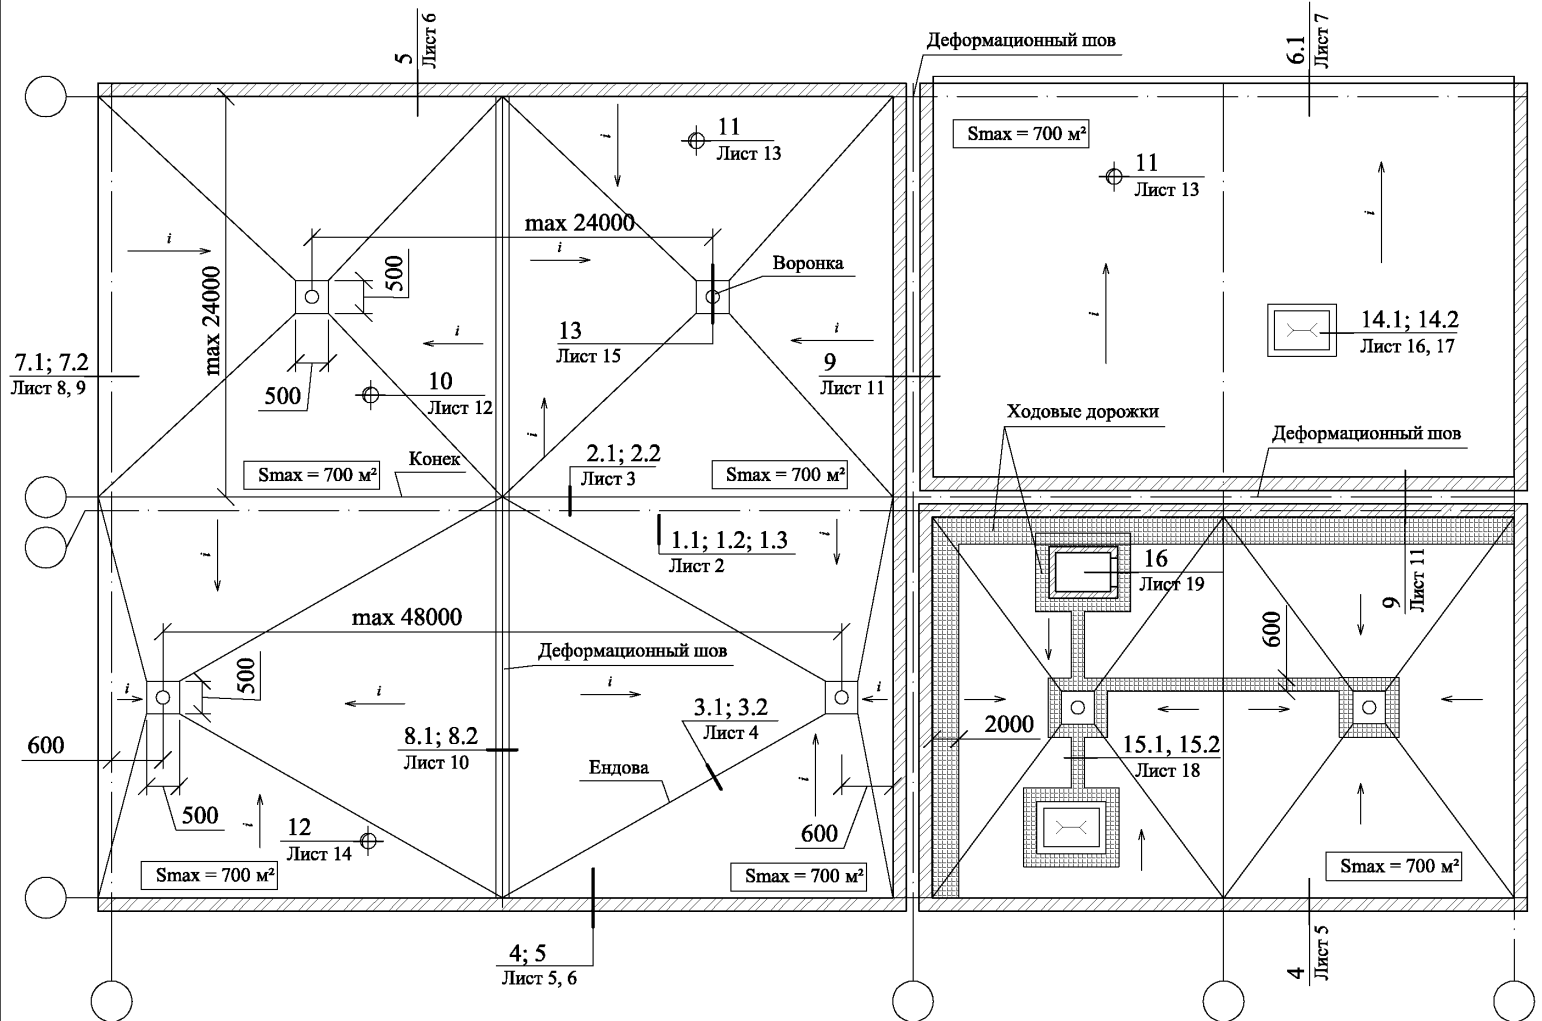 5
Лист 6
Деформационный шов
6.1
Лист 7
Smax = 700 м²
11
Лист 13
i
11
Лист 13
i
max 24000
i
i
i
Воронка
500
max 24000
i
i
i
13
Лист 15
14.1; 14.2
Лист 16, 17
7.1; 7.2
Лист 8, 9
9
Лист 11
500
10
Лист 12
Ходовые дорожки
i
Деформационный шов
Конек
2.1; 2.2
Лист 3
Smax = 700 м²
Smax = 700 м²
1.1; 1.2; 1.3
Лист 2
i
i
16
Лист 19
9
Лист 11
max 48000
600
Деформационный шов
500
i
i
i
i
3.1; 3.2
Лист 4
2000
600
8.1; 8.2
Лист 10
15.1, 15.2
Лист 18
Ендова
i
500
i
600
12
Лист 14
Smax = 700 м²
Smax = 700 м²
Smax = 700 м²
4; 5
Лист 5, 6
4
Лист 5